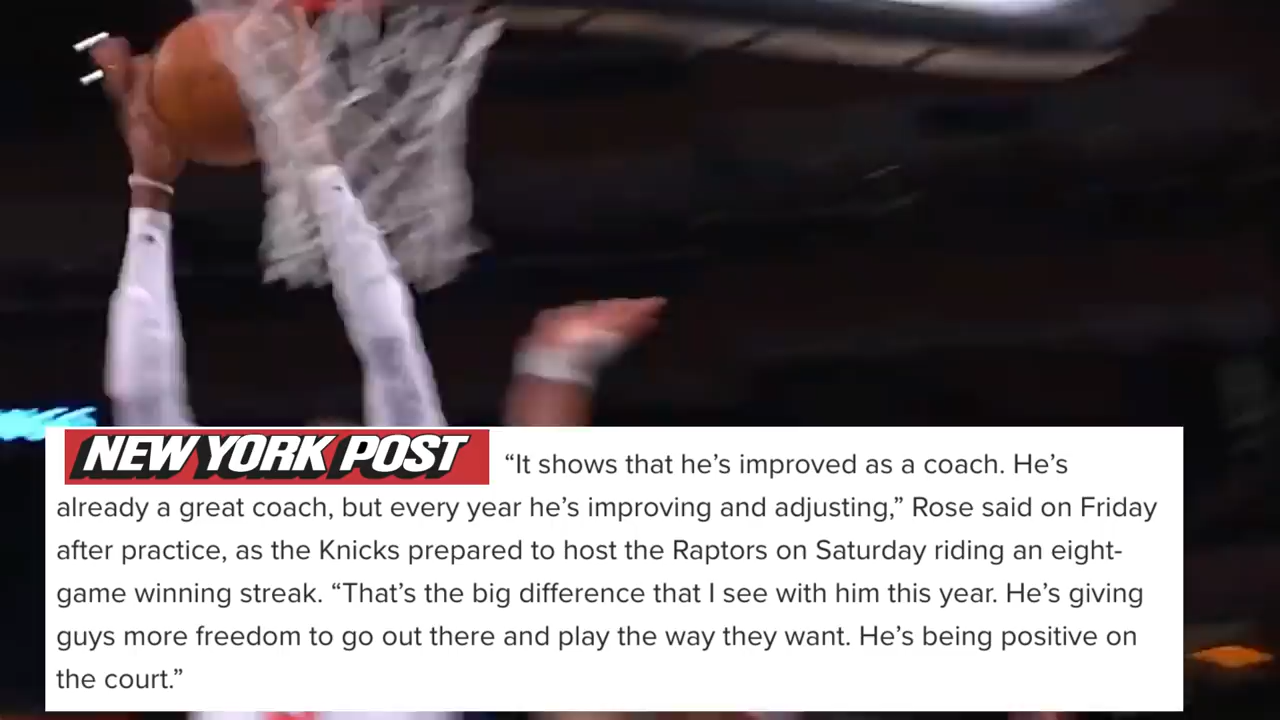 NEW YORK POST “It shows that he’s improved as a coach. He’s
already a great coach, but every year he’s improving and adjusting,” Rose said on Friday
after practice, as the Knicks prepared to host the Raptors on Saturday riding an eight-
game winning streak. “That’s the big difference that I see with him this year. He’s giving
guys more freedom to go out there and play the way they want. He’s being positive on
the court.”